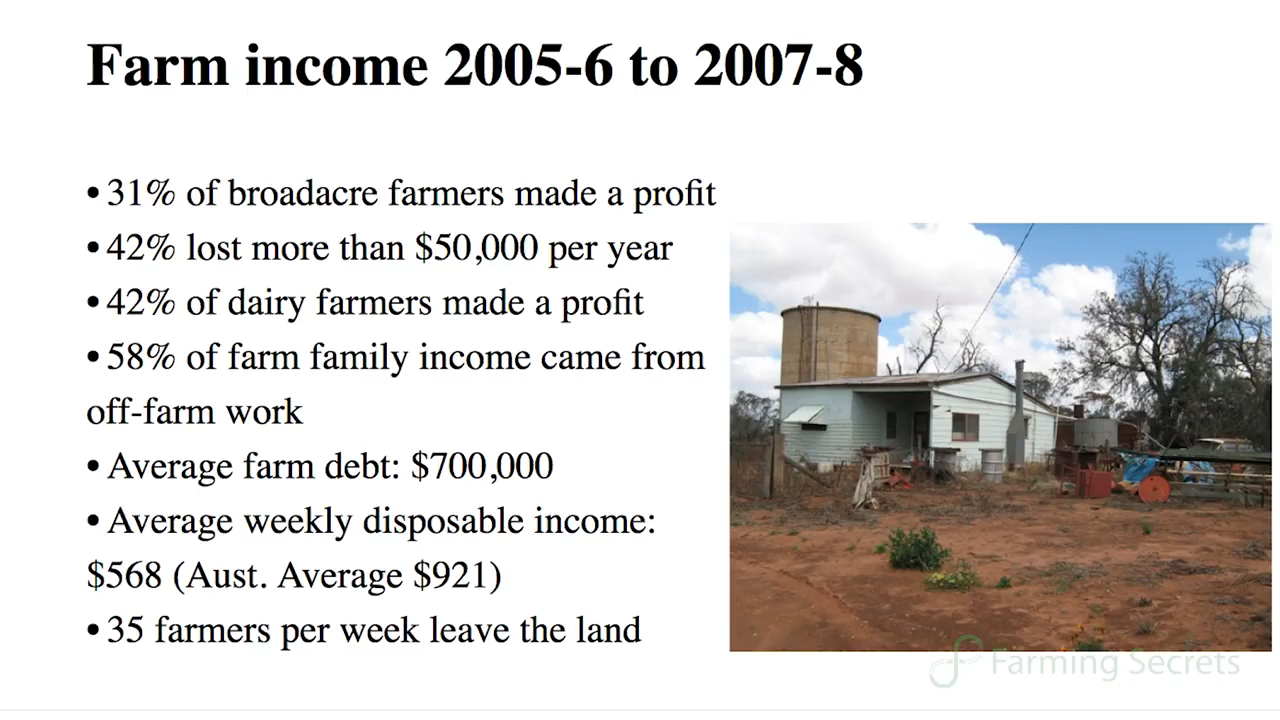 Farm income 2005-6 to 2007-8
• 31% of broadacre farmers made a profit
• 42% lost more than $50,000 per year
• 42% of dairy farmers made a profit
• 58% of farm family income came from
off-farm work
• Average farm debt: $700,000
• Average weekly disposable income:
$568 (Aust. Average $921)
• 35 farmers per week leave the land
Farming Secrets